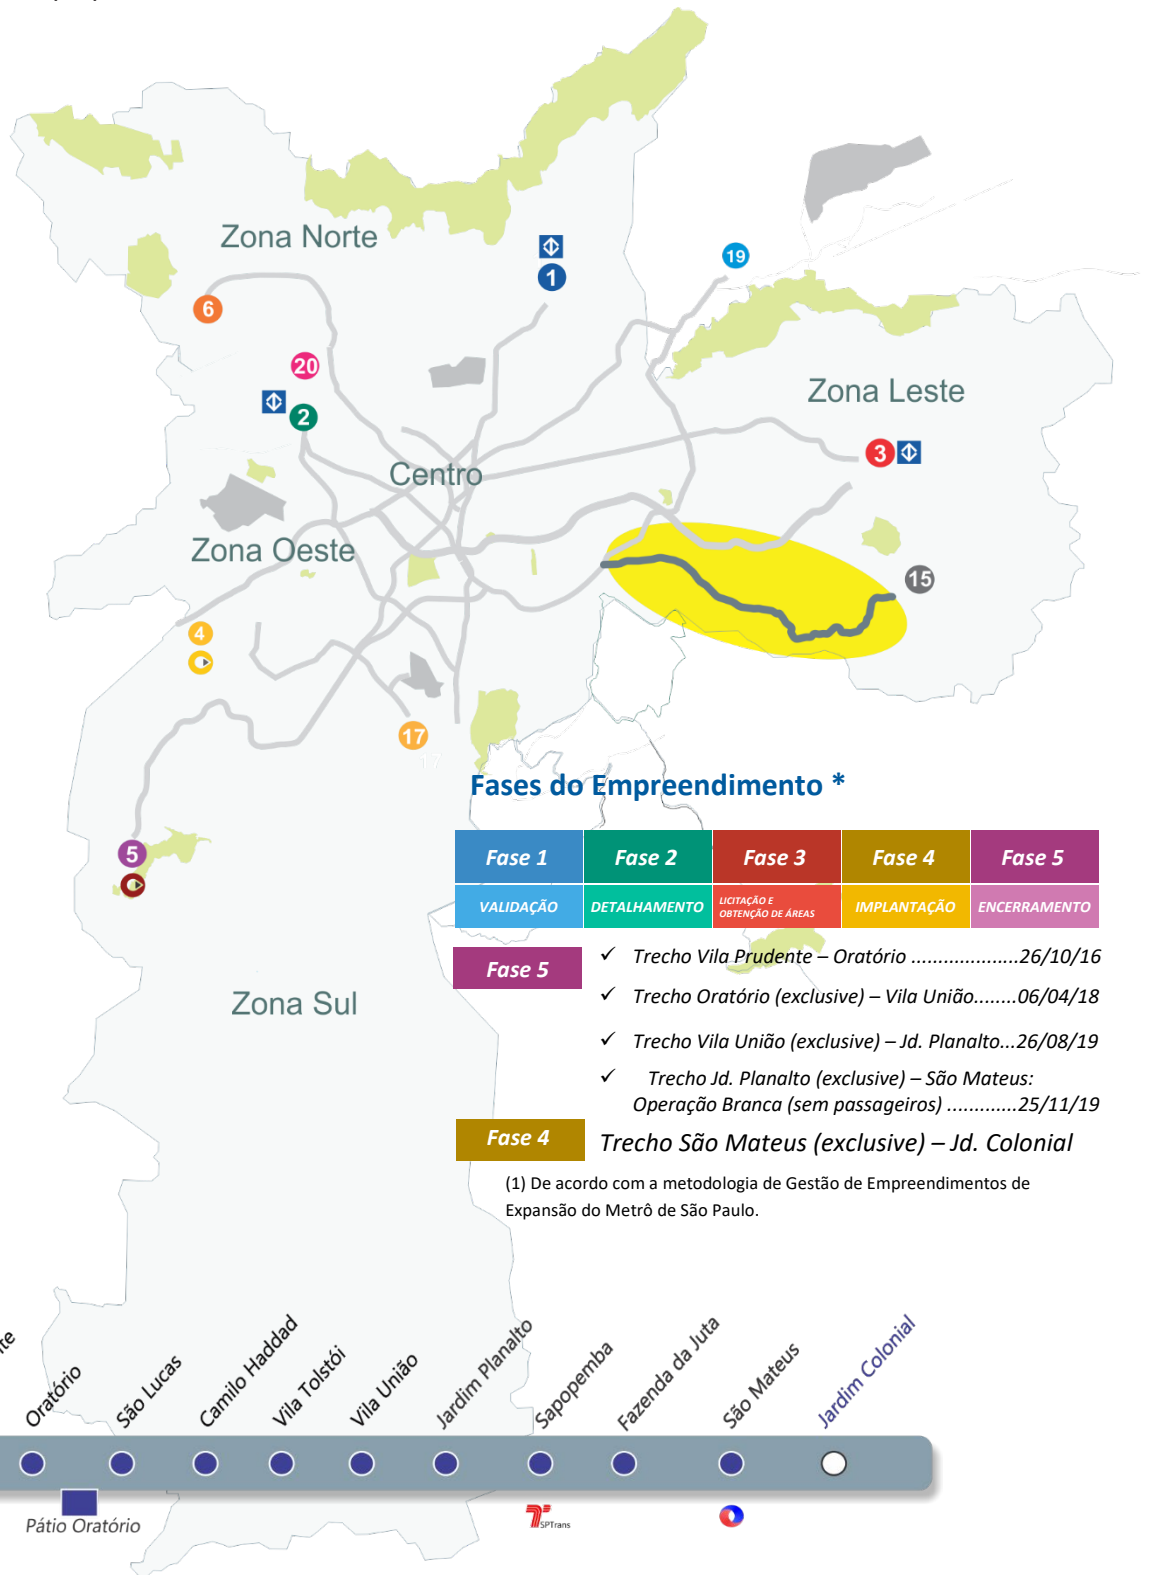 Zona Norte
1
19
6
20
2
Zona Leste
3
Centro
Zona Oeste
15
4
17
17
5
Zona Sul
Fases do Empreendimento *
Fase 1
Fase 2
Fase 3
Fase 4
Fase 5
VALIDAÇÃO
DETALHAMENTO
LICITAÇÃO E
OBTENÇÃO DE ÁREAS
IMPLANTAÇÃO
ENCERRAMENTO
Fase 5
✓ Trecho Vila Prudente – Oratório ....................26/10/16
✓ Trecho Oratório (exclusive) – Vila União........06/04/18
✓ Trecho Vila União (exclusive) – Jd. Planalto...26/08/19
✓ Trecho Jd. Planalto (exclusive) – São Mateus:
Operação Branca (sem passageiros) .............25/11/19
Fase 4
Trecho São Mateus (exclusive) – Jd. Colonial
(1) De acordo com a metodologia de Gestão de Empreendimentos de
Expansão do Metrô de São Paulo.
Oratório
São Lucas
Camilo Haddad
Vila Tolstói
Vila União
Jardim Planalto
Sapopemba
Fazenda da Juta
São Mateus
Jardim Colonial
Pátio Oratório
SPTrans